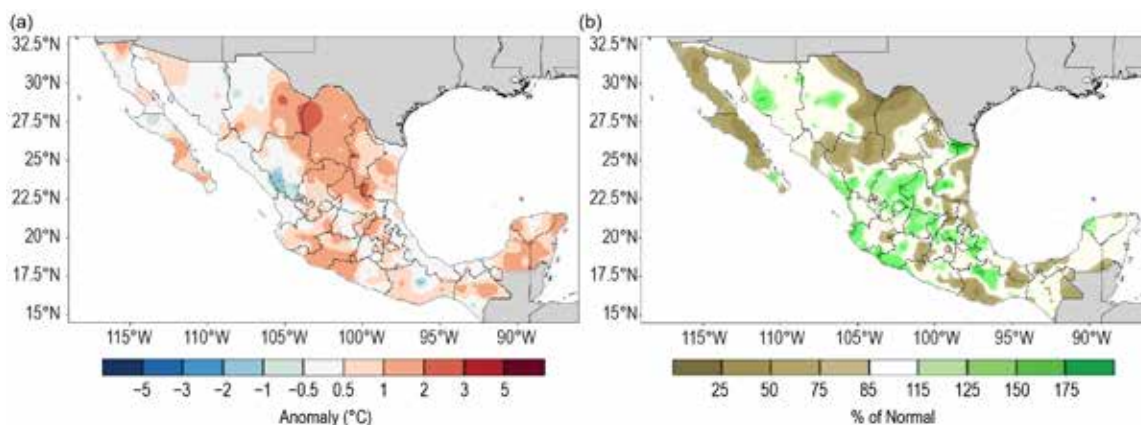 (a)
(b)
32.5°N
30°N
27.5°N
25°N
22.5°N
20°N
17.5°N
15°N
115°W 110°W 105°W 100°W 95°W 90°W
−5 −3 −2 −1 −0.5 0.5 1 2 3 5
Anomaly (°C)
32.5°N
30°N
27.5°N
25°N
22.5°N
20°N
17.5°N
15°N
115°W 110°W 105°W 100°W 95°W 90°W
25 50 75 85 115 125 150 175
% of Normal